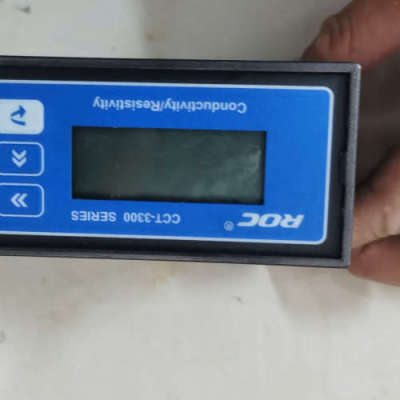 ROC®
CCT-3300 SERIES
Conductivity/Resistivity